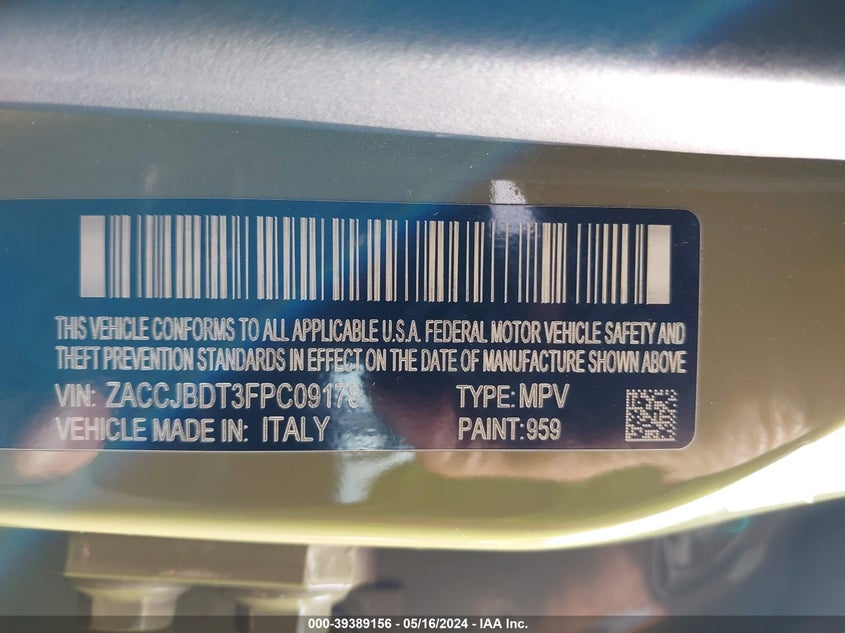 THIS VEHICLE CONFORMS TO ALL APPLICABLE U.S.A. FEDERAL MOTOR VEHICLE SAFETY AND
THEFT PREVENTION STANDARDS IN EFFECT ON THE DATE OF MANUFACTURE SHOWN ABOVE
VIN: ZACCJBDT3FPC09178 TYPE: MPV
VEHICLE MADE IN: ITALY PAINT: 959
000-39389156 - 05/16/2024 - IAA Inc.